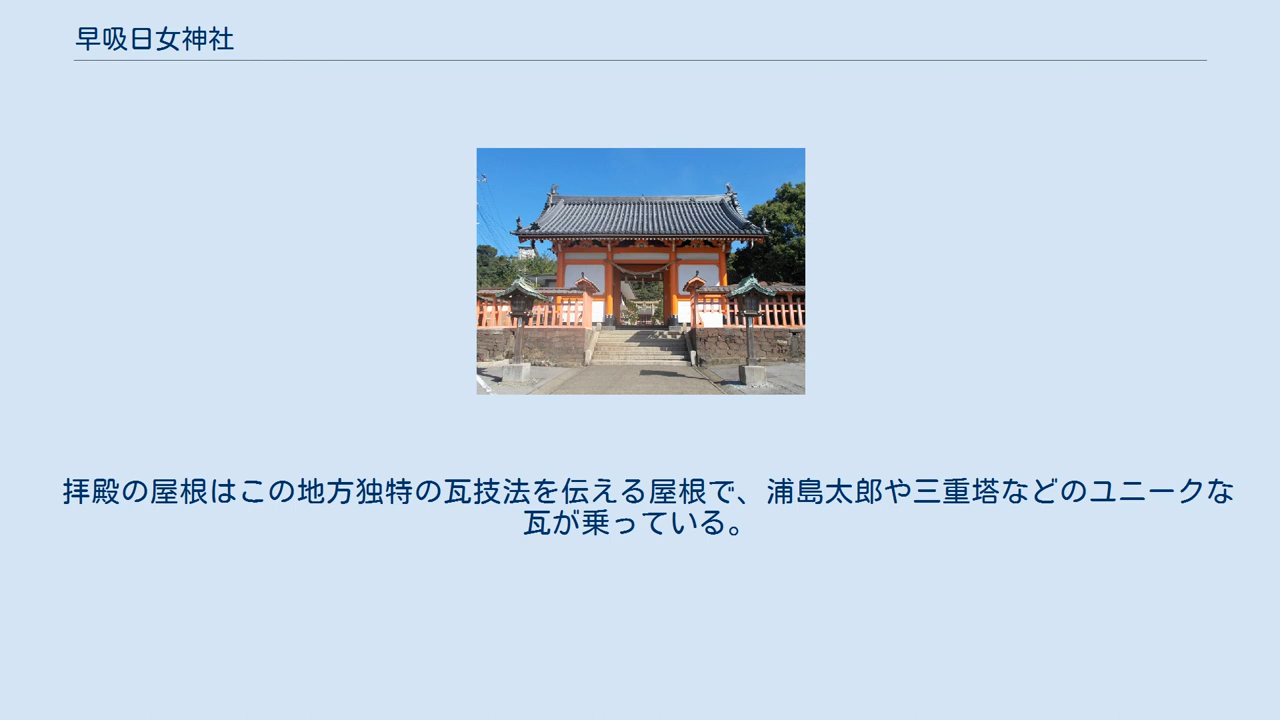 早吸日女神社
拝殿の屋根はこの地方独特の瓦技法を伝える屋根で、浦島太郎や三重塔などのユニークな
瓦が乗っている。